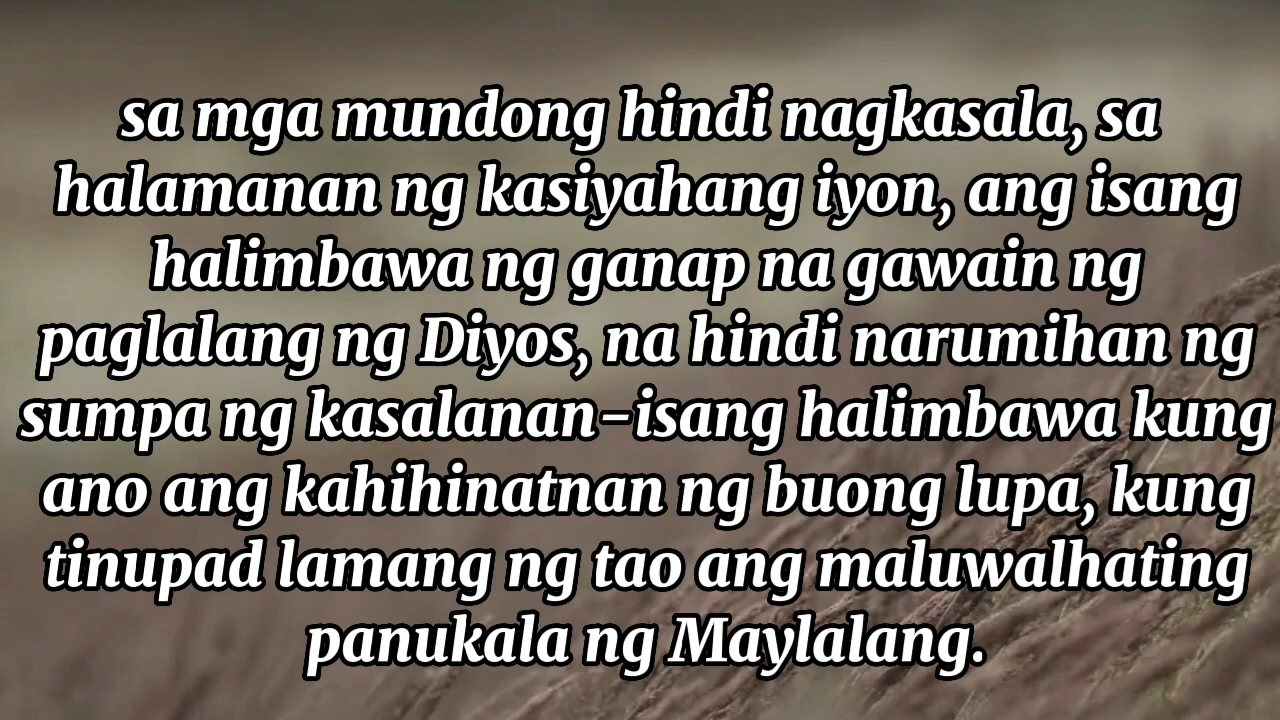 sa mga mundong hindi nagkasala, sa
halamanan ng kasiyahang iyon, ang isang
halimbawa ng ganap na gawain ng
paglalang ng Diyos, na hindi narumihan ng
sumpa ng kasalanan-isang halimbawa kung
ano ang kahihinatnan ng buong lupa, kung
tinupad lamang ng tao ang maluwalhating
panukala ng Maylalang.